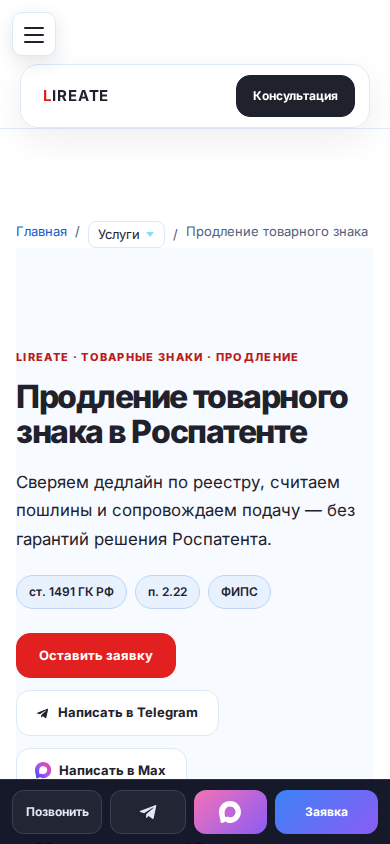 LIREATE
Консультация
Главная / Услуги / Продление товарного знака
LIREATE · ТОВАРНЫЕ ЗНАКИ · ПРОДЛЕНИЕ
Продление товарного
знака в Роспатенте
Сверяем дедлайн по реестру, считаем
пошлины и сопровождаем подачу — без
гарантий решения Роспатента.
ст. 1491 ГК РФ
п. 2.22
ФИПС
Оставить заявку
Написать в Telegram
Написать в Max
Позвонить
Заявка